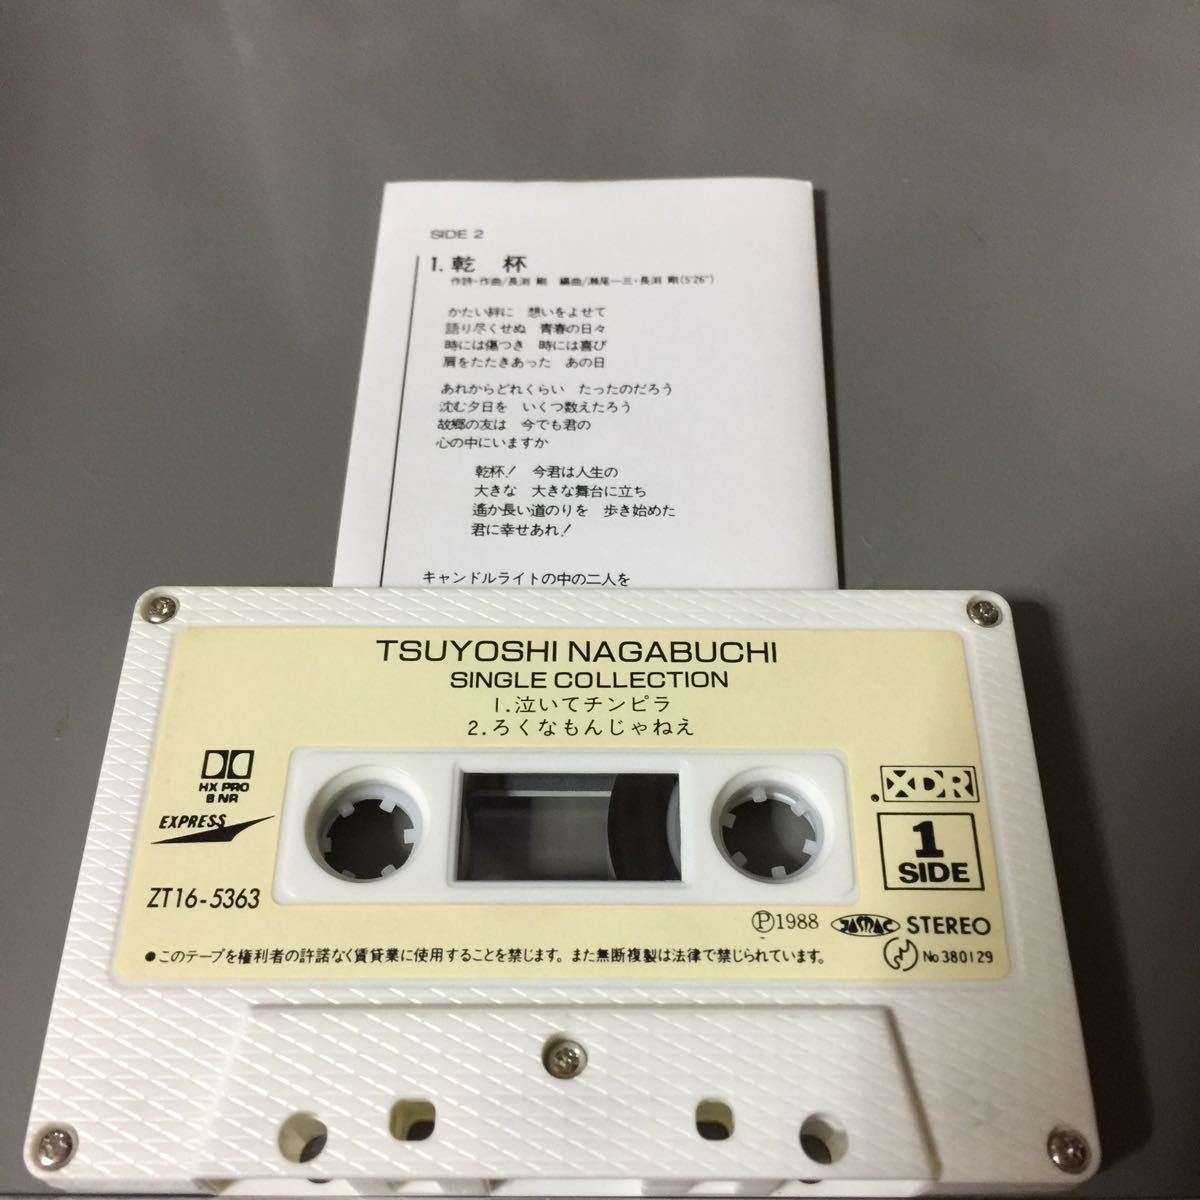 SIDE 2
1. 乾　杯
作詩・作曲/長渕 剛　編曲/瀬尾一三・長渕 剛(5'26")
かたい絆に　想いをよせて
語り尽くせぬ　青春の日々
時には傷つき　時には喜び
肩をたたきあった　あの日
あれからどれくらい　たったのだろう
沈む夕日を　いくつ数えたろう
故郷の友は　今でも君の
心の中にいますか
乾杯！　今君は人生の
大きな　大きな舞台に立ち
遥か長い道のりを　歩き始めた
君に幸せあれ！
キャンドルライトの中の二人を
TSUYOSHI NAGABUCHI
SINGLE COLLECTION
1.泣いてチンピラ
2.ろくなもんじゃねえ
HX PRO
B NR
EXPRESS
ZT16-5363
XDR
1
SIDE
Ⓟ1988 JASRAC STEREO
●このテープを権利者の許諾なく賃貸業に使用することを禁じます。また無断複製は法律で禁じられています。
No 380129